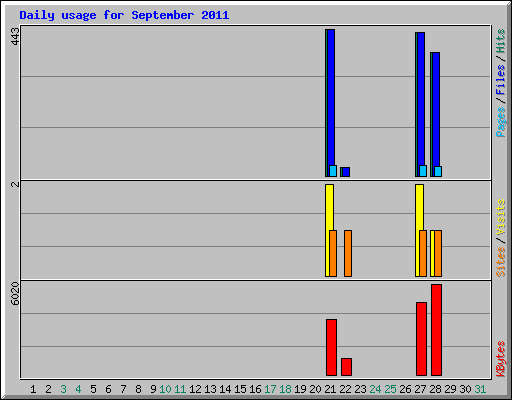 Daily usage for September 2011
443
Pages / Files / Hits
2
Sites / Visits
6020
KBytes
1 2 3 4 5 6 7 8 9 10 11 12 13 14 15 16 17 18 19 20 21 22 23 24 25 26 27 28 29 30 31